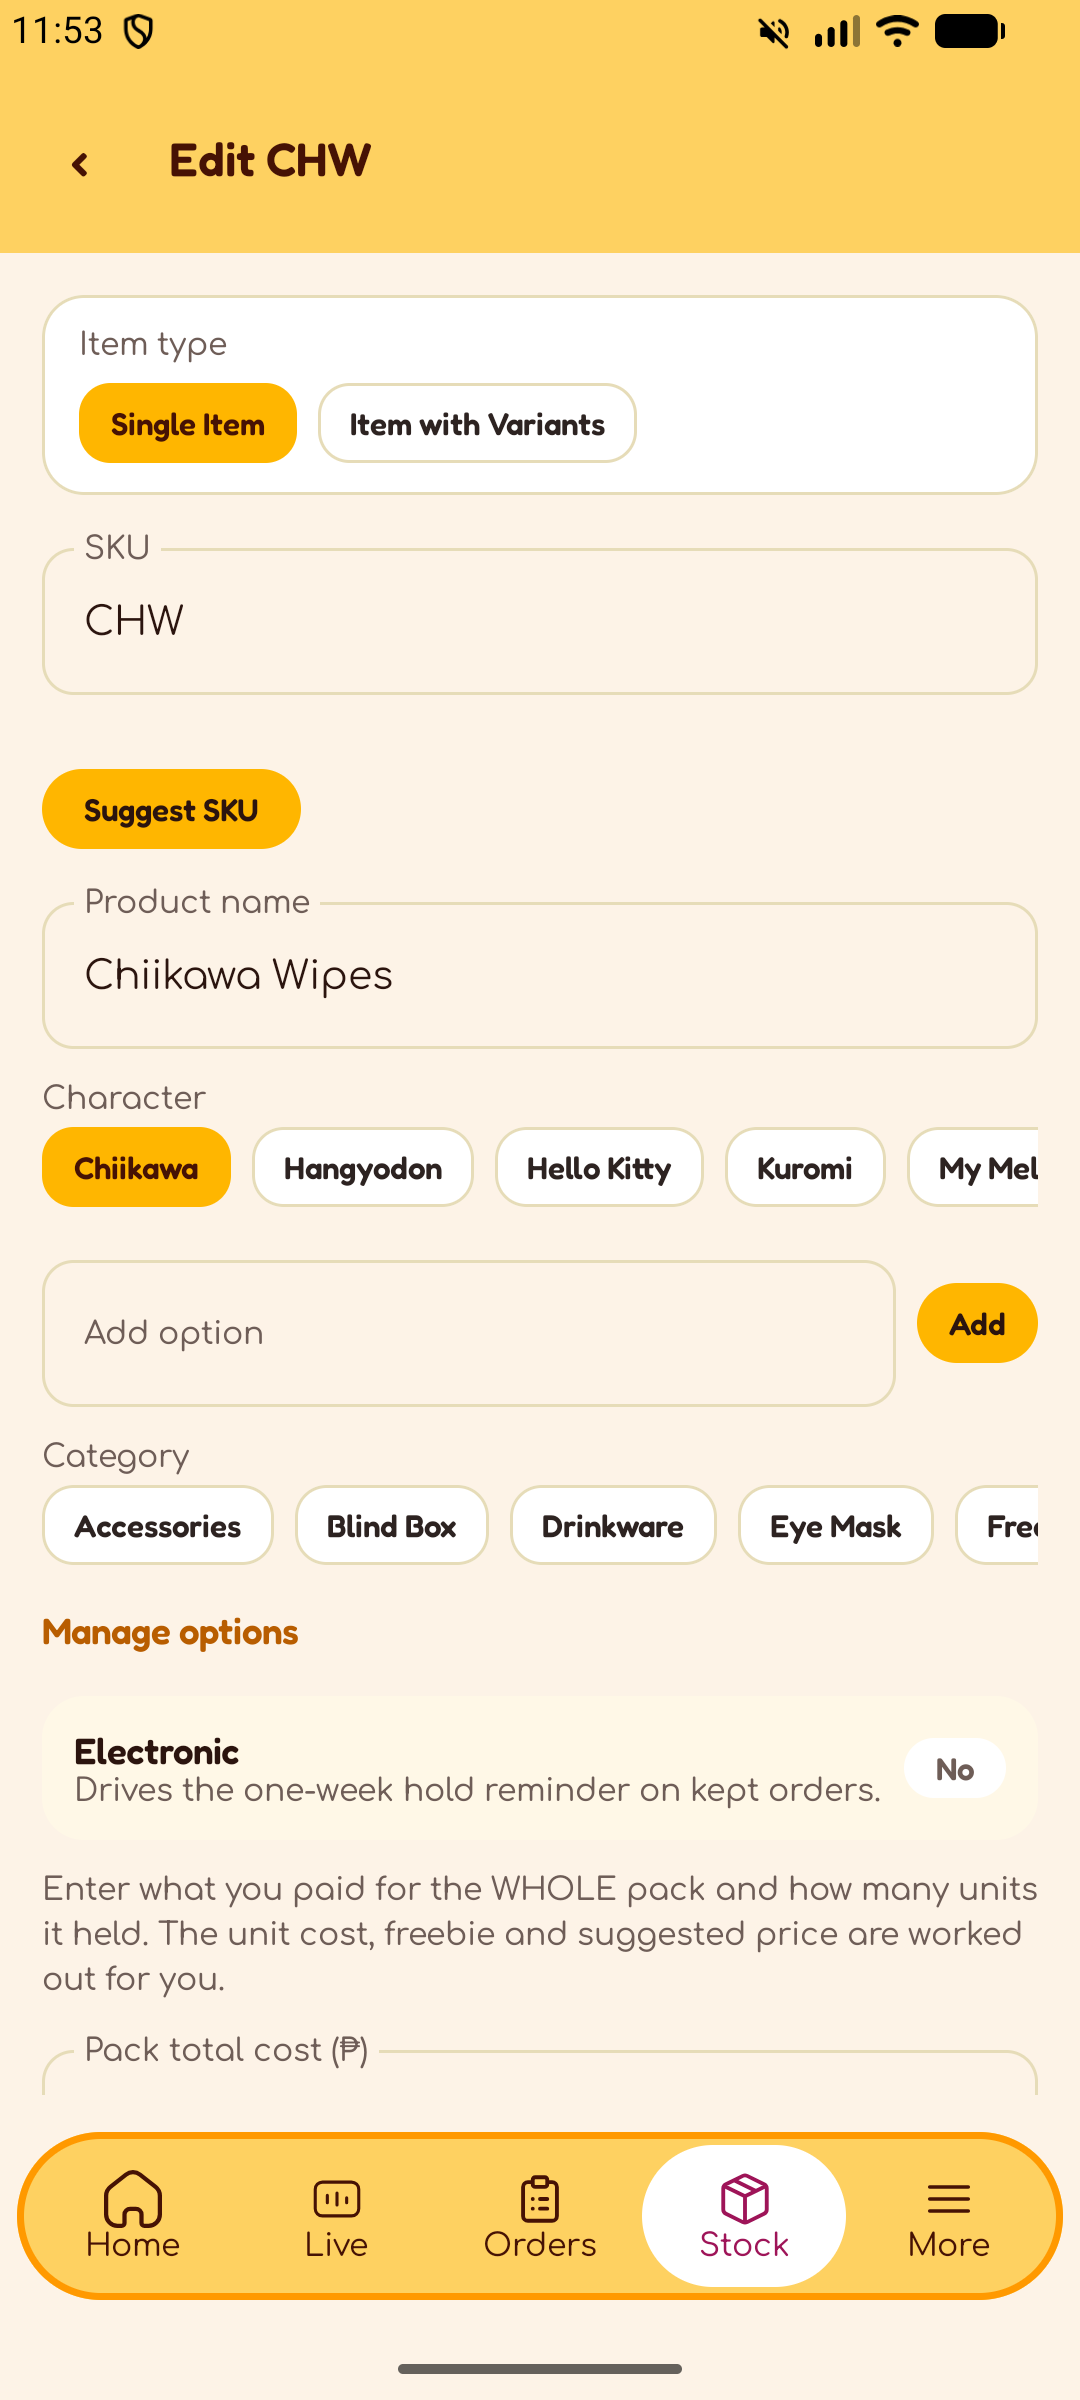 11:53
Edit CHW
Item type
Single Item
Item with Variants
SKU
CHW
Suggest SKU
Product name
Chiikawa Wipes
Character
Chiikawa
Hangyodon
Hello Kitty
Kuromi
My Mel
Add option
Add
Category
Accessories
Blind Box
Drinkware
Eye Mask
Free
Manage options
Electronic
Drives the one-week hold reminder on kept orders.
No
Enter what you paid for the WHOLE pack and how many units
it held. The unit cost, freebie and suggested price are worked
out for you.
Pack total cost (₱)
Home
Live
Orders
Stock
More